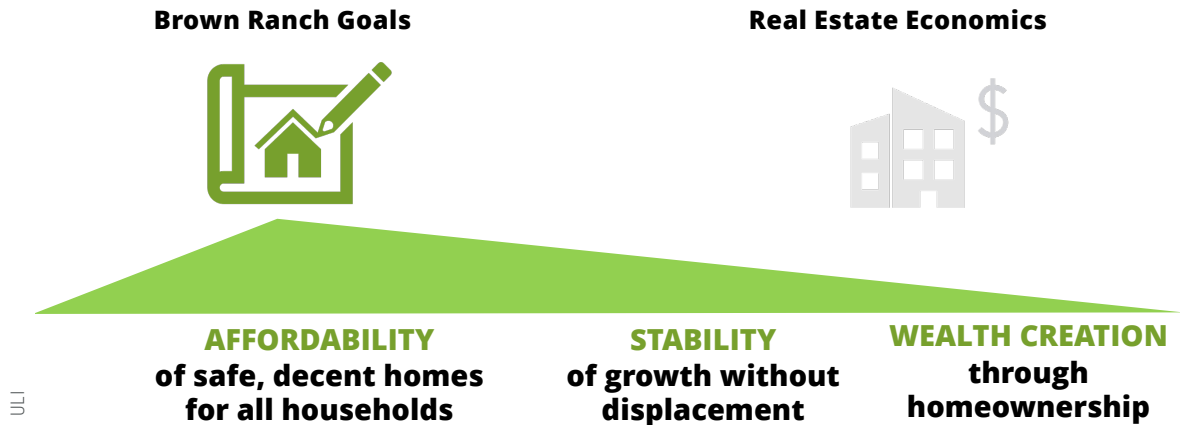 Brown Ranch Goals
Real Estate Economics
$
AFFORDABILITY
of safe, decent homes
for all households
STABILITY
of growth without
displacement
WEALTH CREATION
through
homeownership
ULI